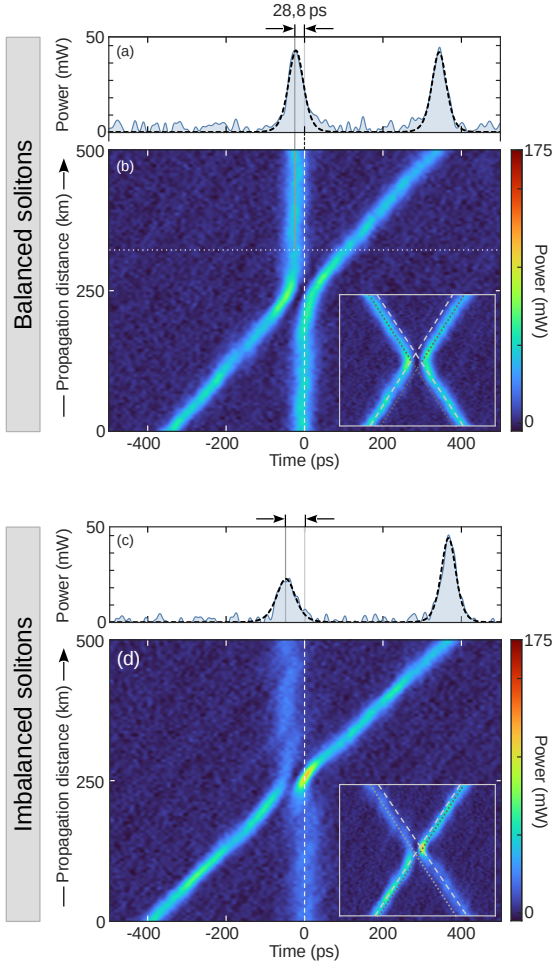 28,8 ps
(a)
50
0
Power (mW)
Balanced solitons
(b)
500
250
0
Propagation distance (km)
-400
-200
0
200
400
Time (ps)
175
0
Power (mW)
(c)
50
0
Power (mW)
Imbalanced solitons
(d)
500
250
0
Propagation distance (km)
-400
-200
0
200
400
Time (ps)
175
0
Power (mW)